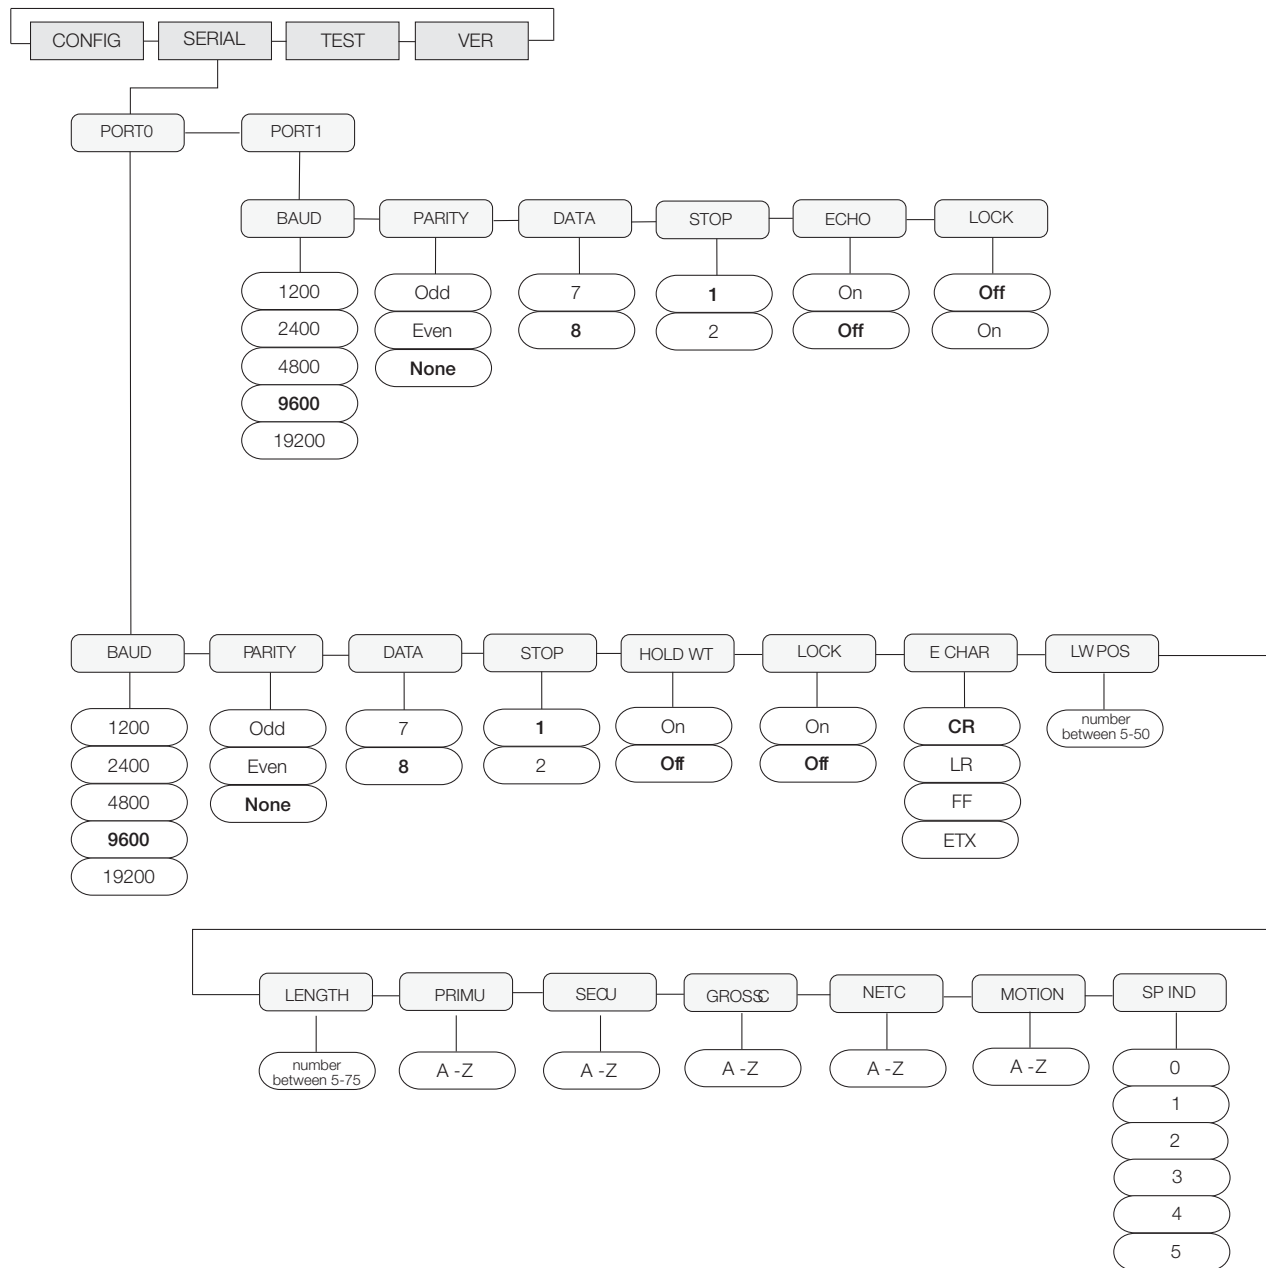 CONFIG SERIAL TEST VER
PORT0 PORT1
BAUD PARITY DATA STOP ECHO LOCK
1200 Odd 7 1 On Off
2400 Even 8 2 Off On
4800 None
9600
19200
BAUD PARITY DATA STOP HOLD WT LOCK E CHAR LW POS
1200 Odd 7 1 On On CR number
between 5-50
2400 Even 8 2 Off Off LR
4800 None FF
9600 ETX
19200
LENGTH PRIMU SECU GROSSC NETC MOTION SP IND
number
between 5-75
A -Z A -Z A -Z A -Z A -Z 0
1
2
3
4
5